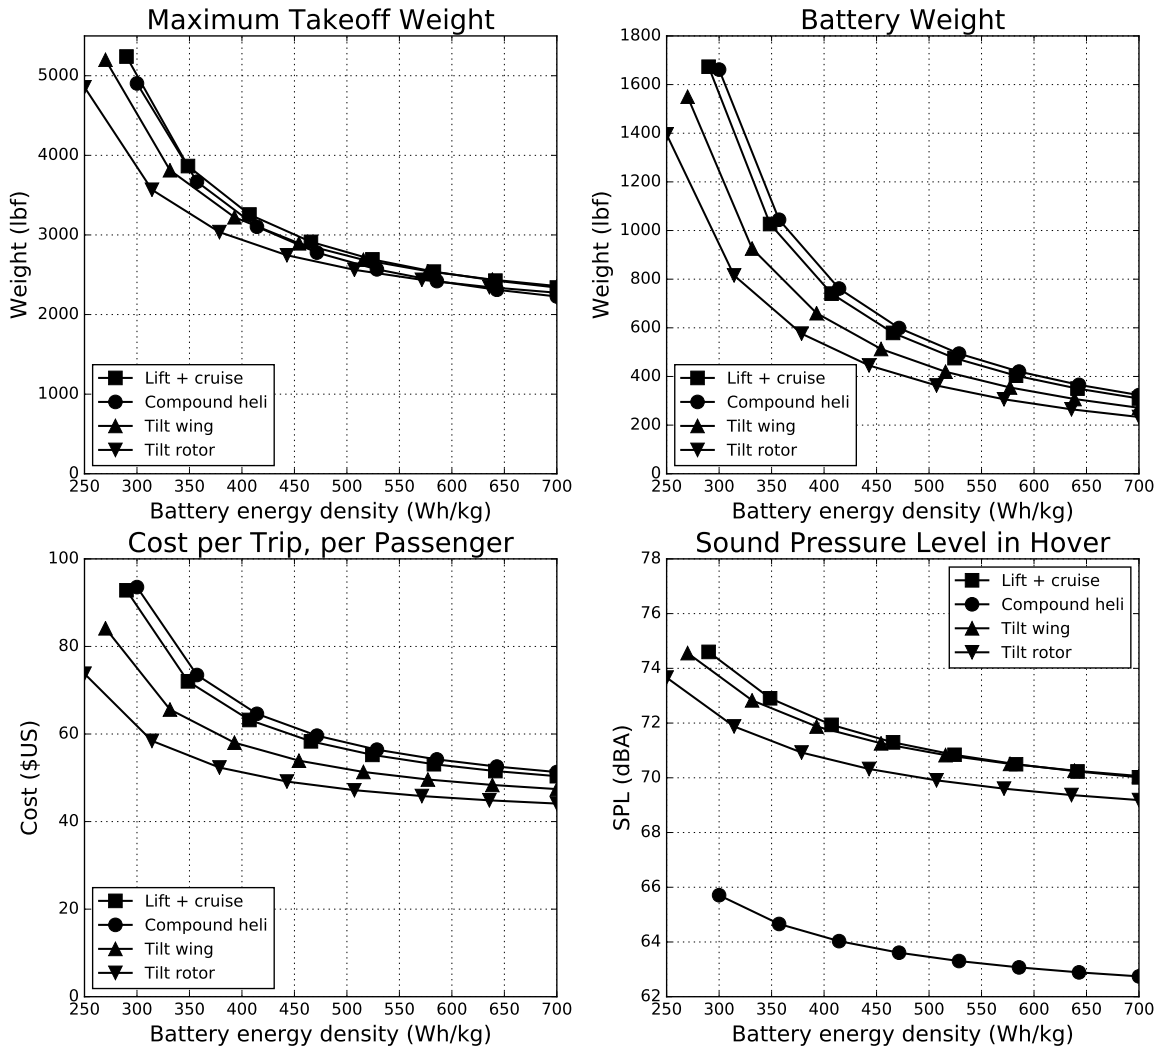 Maximum Takeoff Weight
5000
4000
3000
2000
1000
0
Weight (lbf)
Lift + cruise
Compound heli
Tilt wing
Tilt rotor
250 300 350 400 450 500 550 600 650 700
Battery energy density (Wh/kg)
Battery Weight
1800
1600
1400
1200
1000
800
600
400
200
0
Weight (lbf)
Lift + cruise
Compound heli
Tilt wing
Tilt rotor
250 300 350 400 450 500 550 600 650 700
Battery energy density (Wh/kg)
Cost per Trip, per Passenger
100
80
60
40
20
0
Cost ($US)
Lift + cruise
Compound heli
Tilt wing
Tilt rotor
250 300 350 400 450 500 550 600 650 700
Battery energy density (Wh/kg)
Sound Pressure Level in Hover
78
76
74
72
70
68
66
64
62
SPL (dBA)
Lift + cruise
Compound heli
Tilt wing
Tilt rotor
250 300 350 400 450 500 550 600 650 700
Battery energy density (Wh/kg)